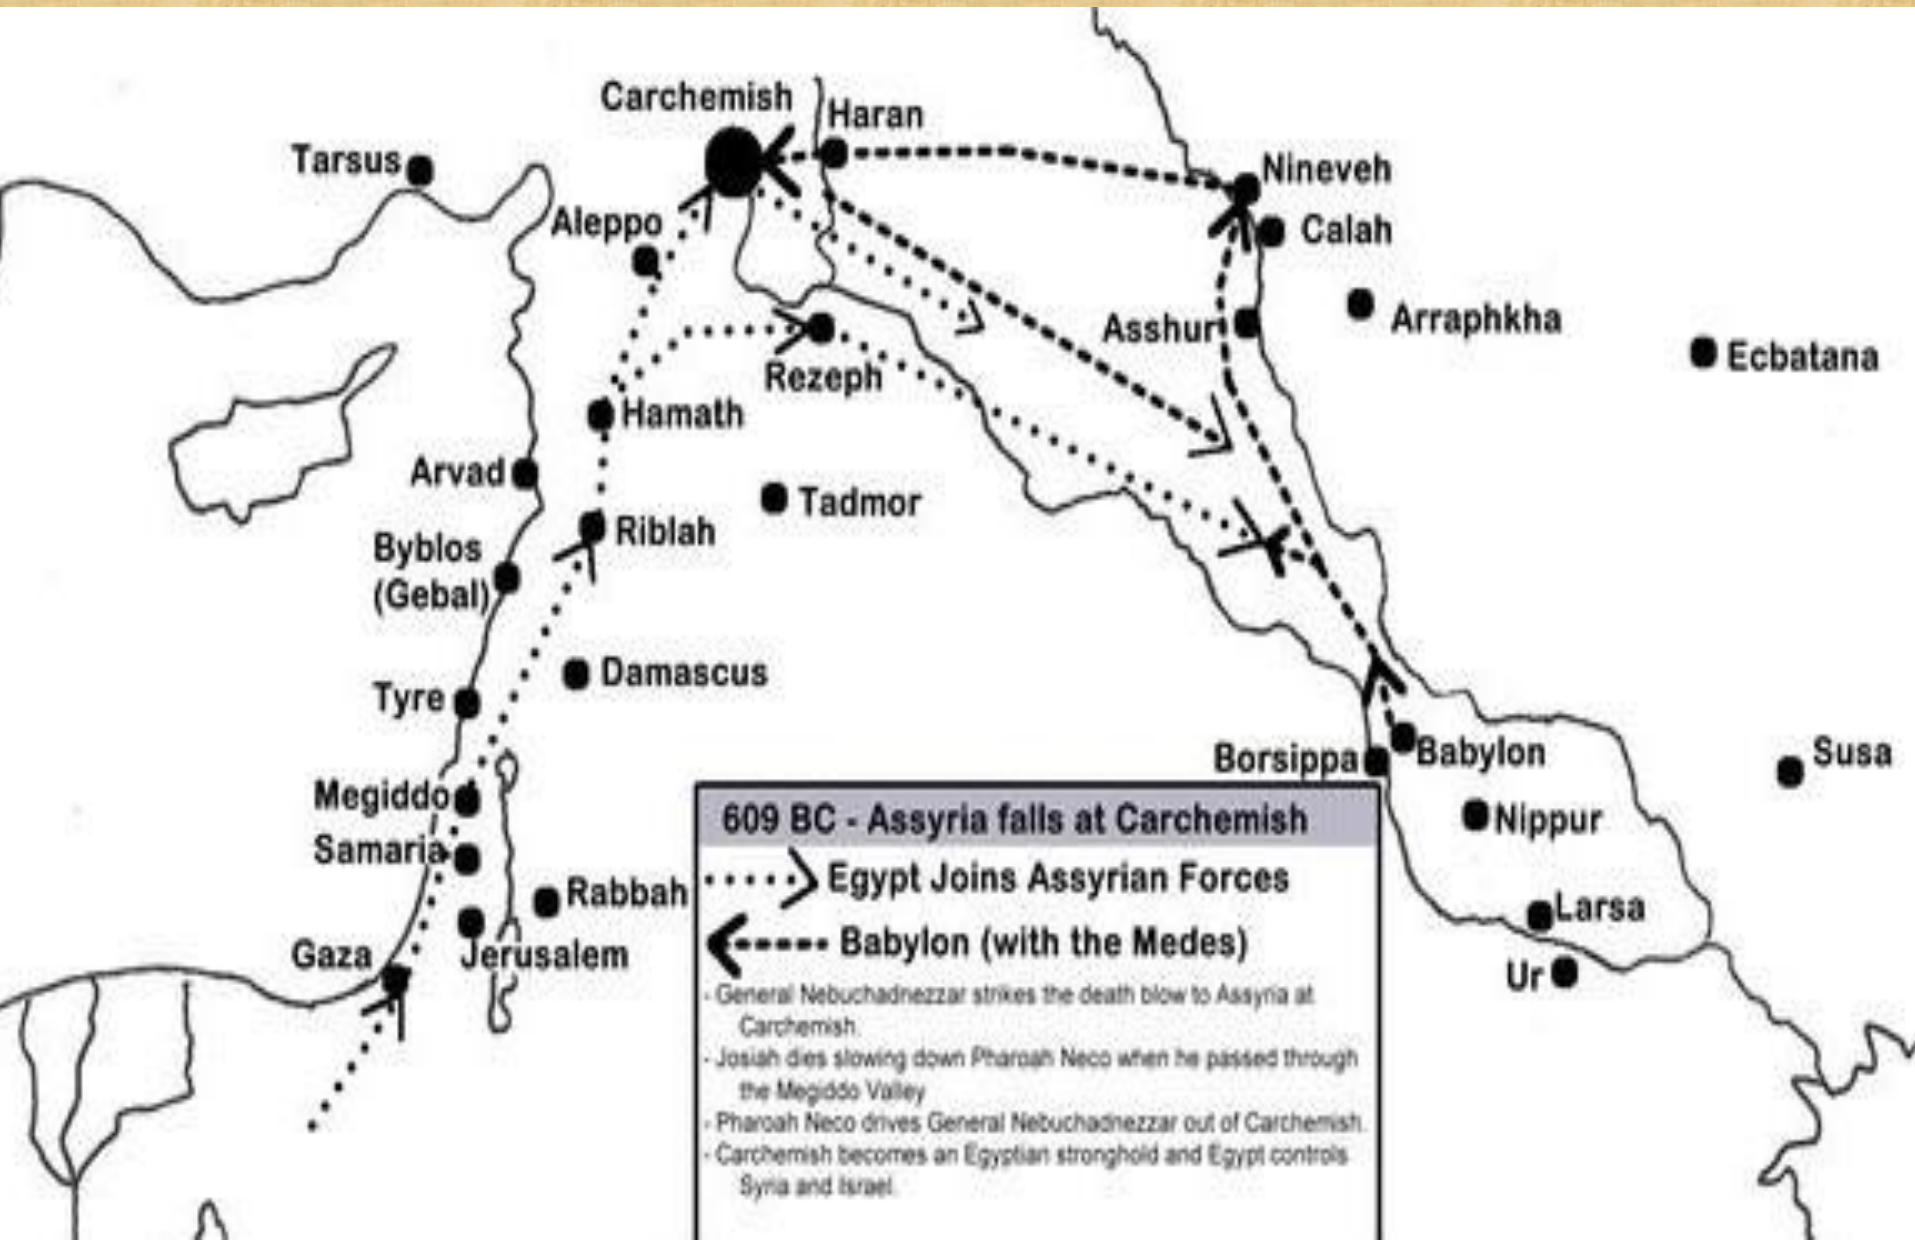 Carchemish
Haran
Tarsus
Nineveh
Aleppo
Calah
Arraphkha
Asshur
Ecbatana
Rezeph
Hamath
Arvad
Tadmor
Riblah
Byblos
(Gebal)
Damascus
Tyre
Borsippa
Babylon
Susa
Megiddo
Nippur
Samaria
Rabbah
Larsa
Gaza
Jerusalem
Ur
609 BC - Assyria falls at Carchemish
Egypt Joins Assyrian Forces
Babylon (with the Medes)
- General Nebuchadnezzar strikes the death blow to Assyria at
Carchemish.
- Josiah dies slowing down Pharoah Neco when he passed through
the Megiddo Valley
- Pharoah Neco drives General Nebuchadnezzar out of Carchemish.
- Carchemish becomes an Egyptian stronghold and Egypt controls
Syria and Israel.